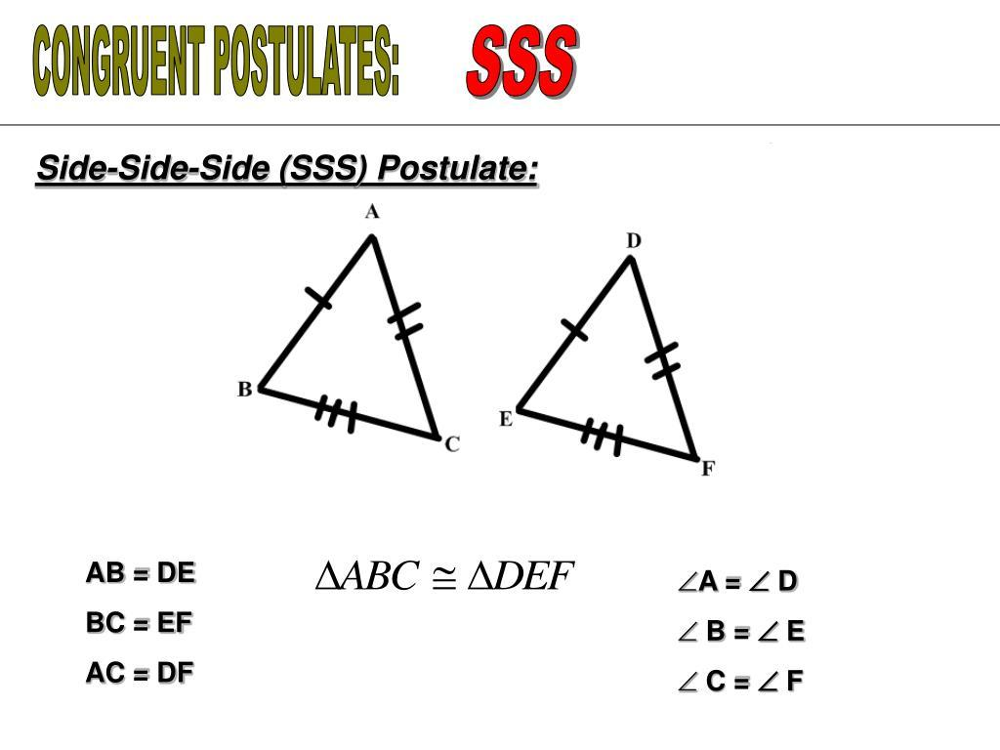 CONGRUENT POSTULATES: SSS
Side-Side-Side (SSS) Postulate:
A
D
B
E
C
F
AB = DE
ΔABC ≅ ΔDEF
∠A = ∠ D
BC = EF
∠ B = ∠ E
AC = DF
∠ C = ∠ F